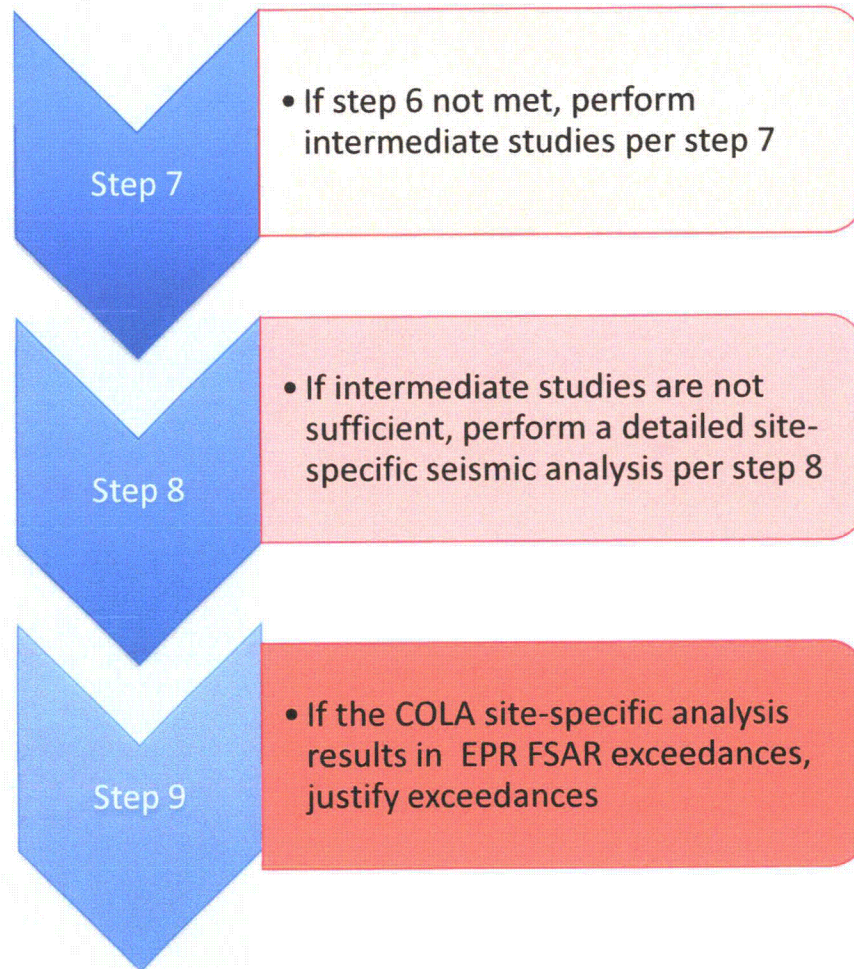 Step 7
• If step 6 not met, perform
intermediate studies per step 7
Step 8
• If intermediate studies are not
sufficient, perform a detailed site-
specific seismic analysis per step 8
Step 9
• If the COLA site-specific analysis
results in EPR FSAR exceedances,
justify exceedances